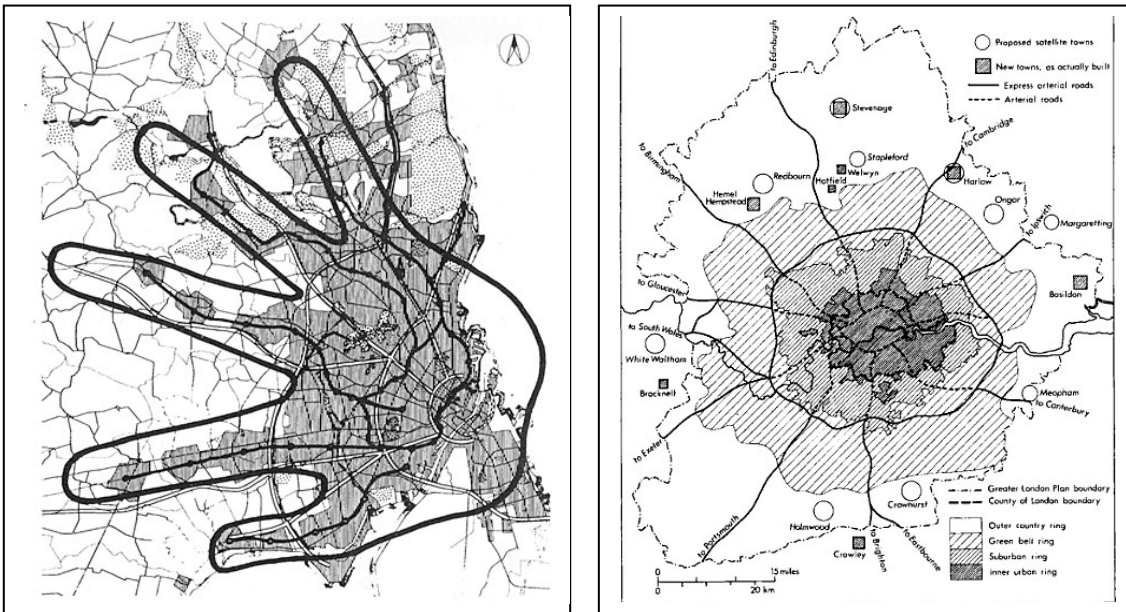 to Edinburgh
Proposed satellite towns
New towns, as actually built
Express arterial roads
Arterial roads
Stevenage
to Cambridge
to Birmingham
Stapleford
Redbourn
Welwyn
Hatfield
Harlow
Hemel
Hempstead
Ongar
to Ipswich
Margaretting
to Gloucester
Basildon
to South Wales
White Waltham
Bracknell
Meopham
to Canterbury
to Exeter
Greater London Plan boundary
County of London boundary
Crowhurst
Holmwood
to Portsmouth
Crawley
to Brighton
to Eastbourne
Outer country ring
Green belt ring
Suburban ring
inner urban ring
0 15 miles
0 20 km